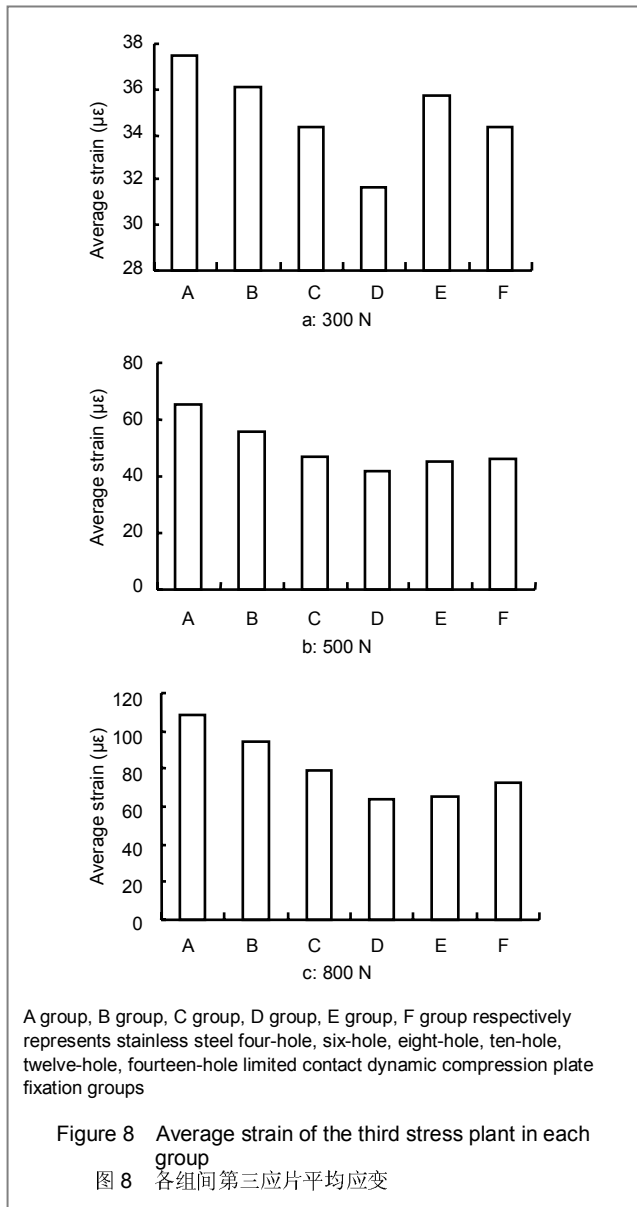 38
36
34
32
30
28
Average strain (με)
A B C D E F
a: 300 N
80
60
40
20
0
Average strain (με)
A B C D E F
b: 500 N
120
100
80
60
40
20
0
Average strain (με)
A B C D E F
c: 800 N
A group, B group, C group, D group, E group, F group respectively
represents stainless steel four-hole, six-hole, eight-hole, ten-hole,
twelve-hole, fourteen-hole limited contact dynamic compression plate
fixation groups
Figure 8 Average strain of the third stress plant in each
group
图 8 各组间第三应片平均应变